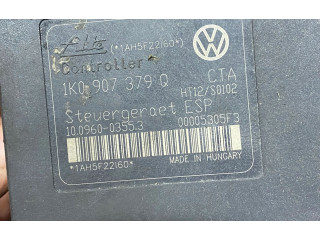 Ate (*1AH5F22I60*)
Controller
1K0 907 379 Q CTA
HT12/S0102
Steuergeraet ESP
10.0960-0355.3 00005305F3
*1AH5F22I60* MADE IN HUNGARY